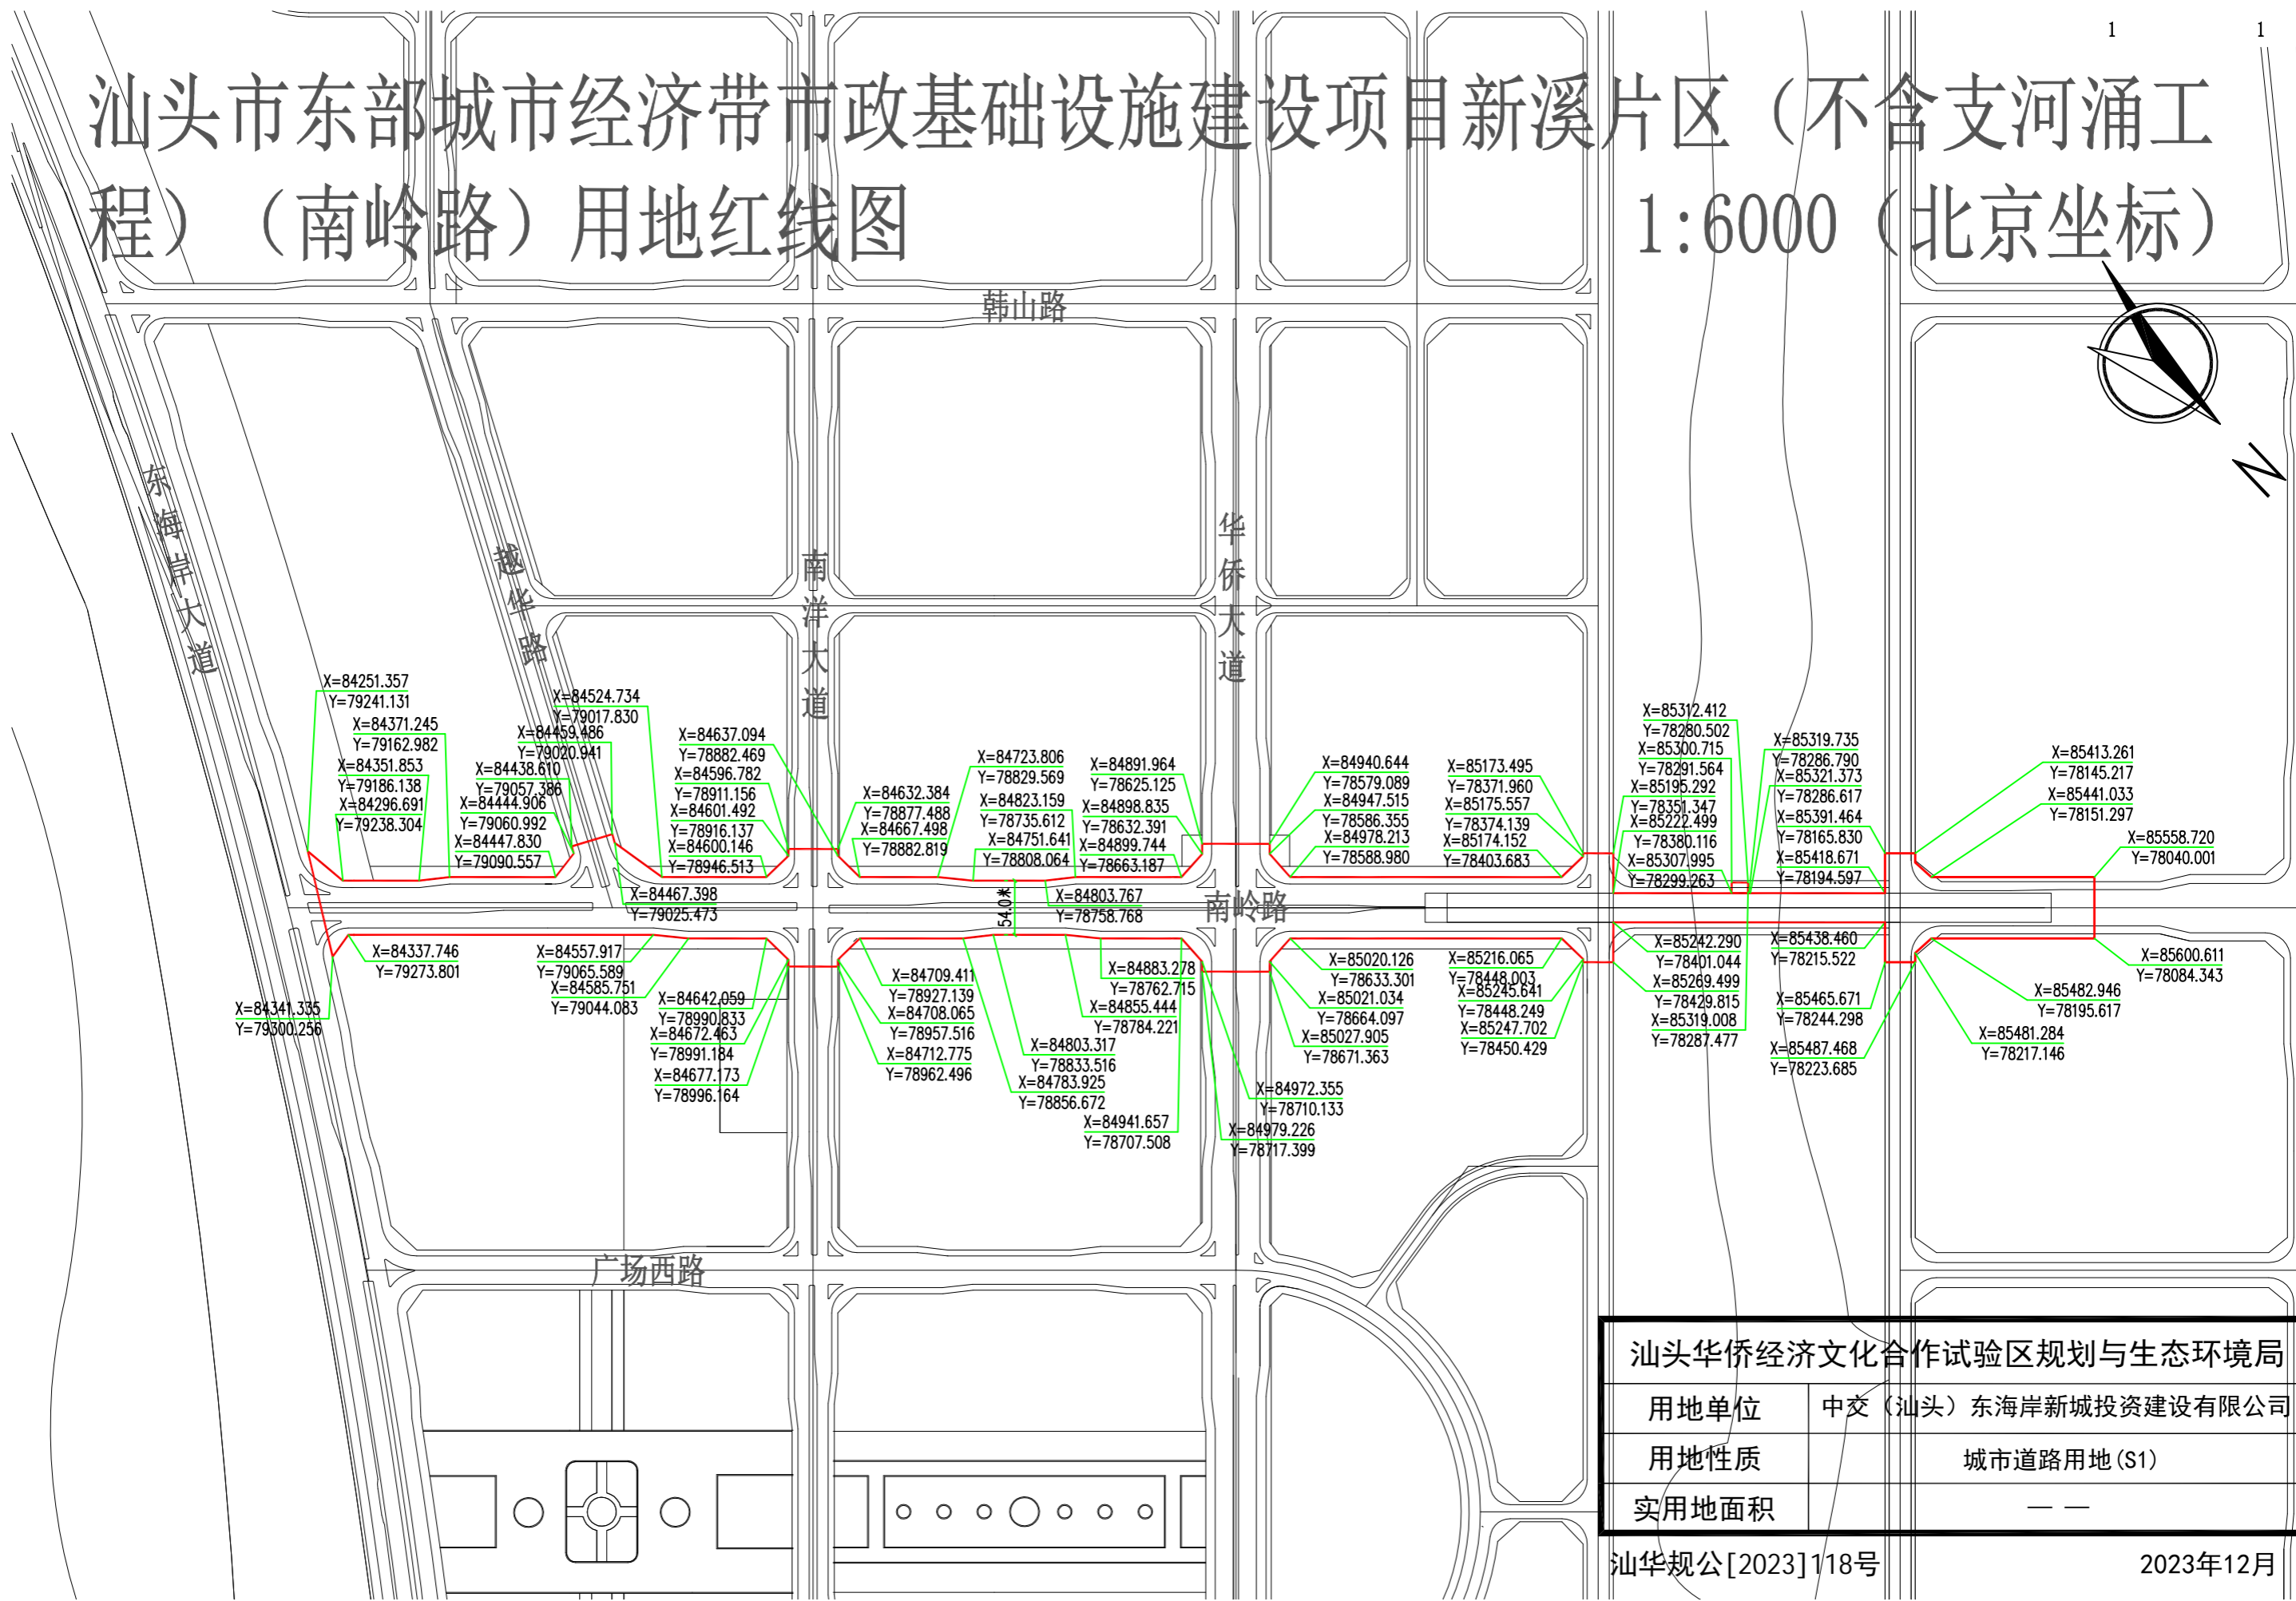 1
1
汕头市东部城市经济带市政基础设施建设项目新溪片区（不含支河涌工
程）（南岭路）用地红线图
1:6000（北京坐标）
韩山路
N
东海岸大道
越华路
南洋大道
华侨大道
X=84251.357
Y=79241.131
X=84371.245
Y=79162.982
X=84351.853
Y=79186.138
X=84296.691
Y=79238.304
X=84524.734
Y=79017.830
X=84459.486
Y=79020.941
X=84438.610
Y=79057.386
X=84444.906
Y=79060.992
X=84447.830
Y=79090.557
X=84637.094
Y=78882.469
X=84596.782
Y=78911.156
X=84601.492
Y=78916.137
X=84600.146
Y=78946.513
X=84467.398
Y=79025.473
X=84632.384
Y=78877.488
X=84667.498
Y=78882.819
X=84723.806
Y=78829.569
X=84823.159
Y=78735.612
X=84751.641
Y=78808.064
X=84891.964
Y=78625.125
X=84898.835
Y=78632.391
X=84899.744
Y=78663.187
X=84803.767
Y=78758.768
54.0米
南岭路
X=84940.644
Y=78579.089
X=84947.515
Y=78586.355
X=84978.213
Y=78588.980
X=85173.495
Y=78371.960
X=85175.557
Y=78374.139
X=85174.152
Y=78403.683
X=85312.412
Y=78280.502
X=85300.715
Y=78291.564
X=85195.292
Y=78351.347
X=85222.499
Y=78380.116
X=85307.995
Y=78299.263
X=85319.735
Y=78286.790
X=85321.373
Y=78286.617
X=85391.464
Y=78165.830
X=85418.671
Y=78194.597
X=85413.261
Y=78145.217
X=85441.033
Y=78151.297
X=85558.720
Y=78040.001
X=84337.746
Y=79273.801
X=84341.335
Y=79300.256
X=84557.917
Y=79065.589
X=84585.751
Y=79044.083
X=84642.059
Y=78990.833
X=84672.463
Y=78991.184
X=84677.173
Y=78996.164
X=84709.411
Y=78927.139
X=84708.065
Y=78957.516
X=84712.775
Y=78962.496
X=84883.278
Y=78762.715
X=84855.444
Y=78784.221
X=84803.317
Y=78833.516
X=84783.925
Y=78856.672
X=84941.657
Y=78707.508
X=84972.355
Y=78710.133
X=84979.226
Y=78717.399
X=85020.126
Y=78633.301
X=85021.034
Y=78664.097
X=85027.905
Y=78671.363
X=85216.065
Y=78448.003
X=85245.641
Y=78448.249
X=85247.702
Y=78450.429
X=85242.290
Y=78401.044
X=85269.499
Y=78429.815
X=85319.008
Y=78287.477
X=85438.460
Y=78215.522
X=85465.671
Y=78244.298
X=85487.468
Y=78223.685
X=85600.611
Y=78084.343
X=85482.946
Y=78195.617
X=85481.284
Y=78217.146
广场西路
汕头华侨经济文化合作试验区规划与生态环境局
用地单位 中交（汕头）东海岸新城投资建设有限公司
用地性质 城市道路用地(S1)
实用地面积 — —
汕华规公[2023]118号 2023年12月